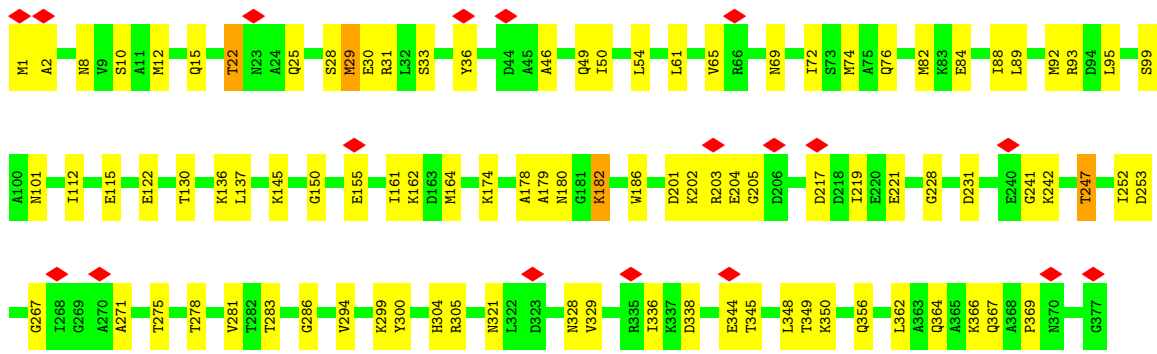 M1 A2 N8 V9 S10 A11 M12 Q15 T22 N23 A24 Q25 S28 M29 E30 R31 L32 S33 Y36 D44 A45 A46 Q49 I50 L54 L61 V65 R66 N69 I72 S73 M74 A75 Q76 M82 K83 E84 I88 L89 M92 R93 D94 L95 S99
A100 N101 I112 E115 E122 T130 K136 L137 K145 G150 E155 I161 K162 D163 M164 K174 A178 A179 N180 G181 K182 W186 D201 K202 R203 E204 G205 D206 D217 D218 I219 E220 E221 G228 D231 E240 G241 K242 T247 I252 D253
G267 I268 G269 A270 A271 T275 T278 V281 T282 T283 G286 V294 K299 Y300 H304 R305 N321 L322 D323 N328 V329 R335 I336 K337 D338 E344 T345 L348 T349 K350 Q356 L362 A363 Q364 A365 K366 Q367 A368 P369 N370 G377